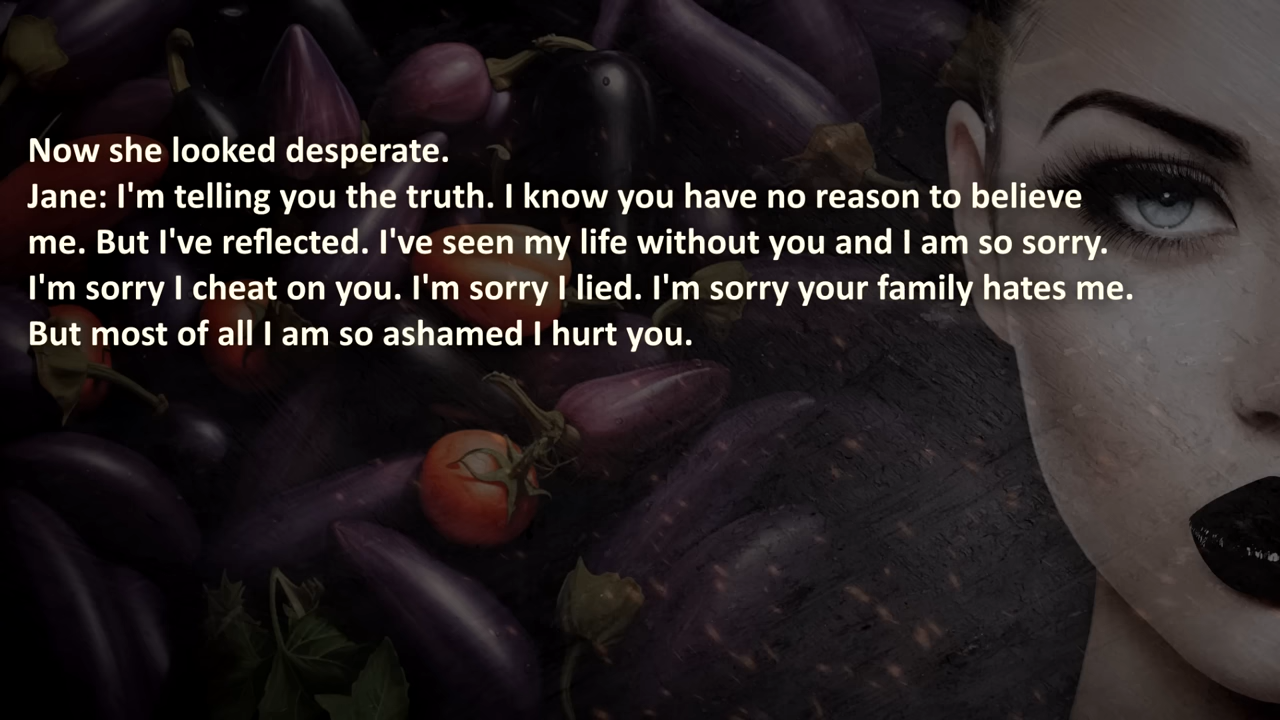 Now she looked desperate.
Jane: I'm telling you the truth. I know you have no reason to believe
me. But I've reflected. I've seen my life without you and I am so sorry.
I'm sorry I cheat on you. I'm sorry I lied. I'm sorry your family hates me.
But most of all I am so ashamed I hurt you.